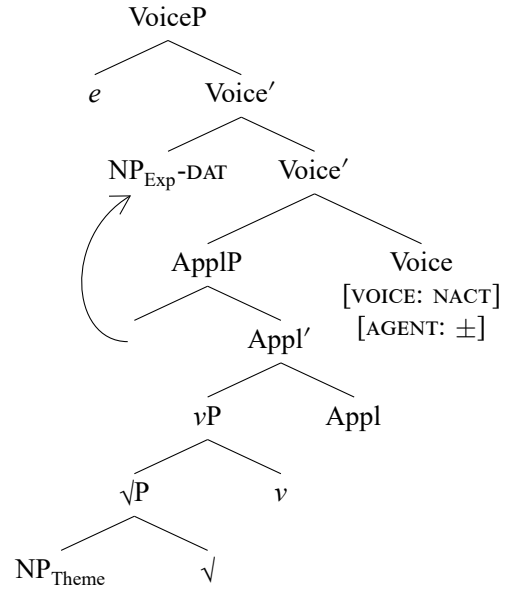 VoiceP
e Voice′
NP_Exp-DAT Voice′
ApplP Voice
[VOICE: NACT]
[AGENT: ±]
Appl′
vP Appl
√P v
NP_Theme √